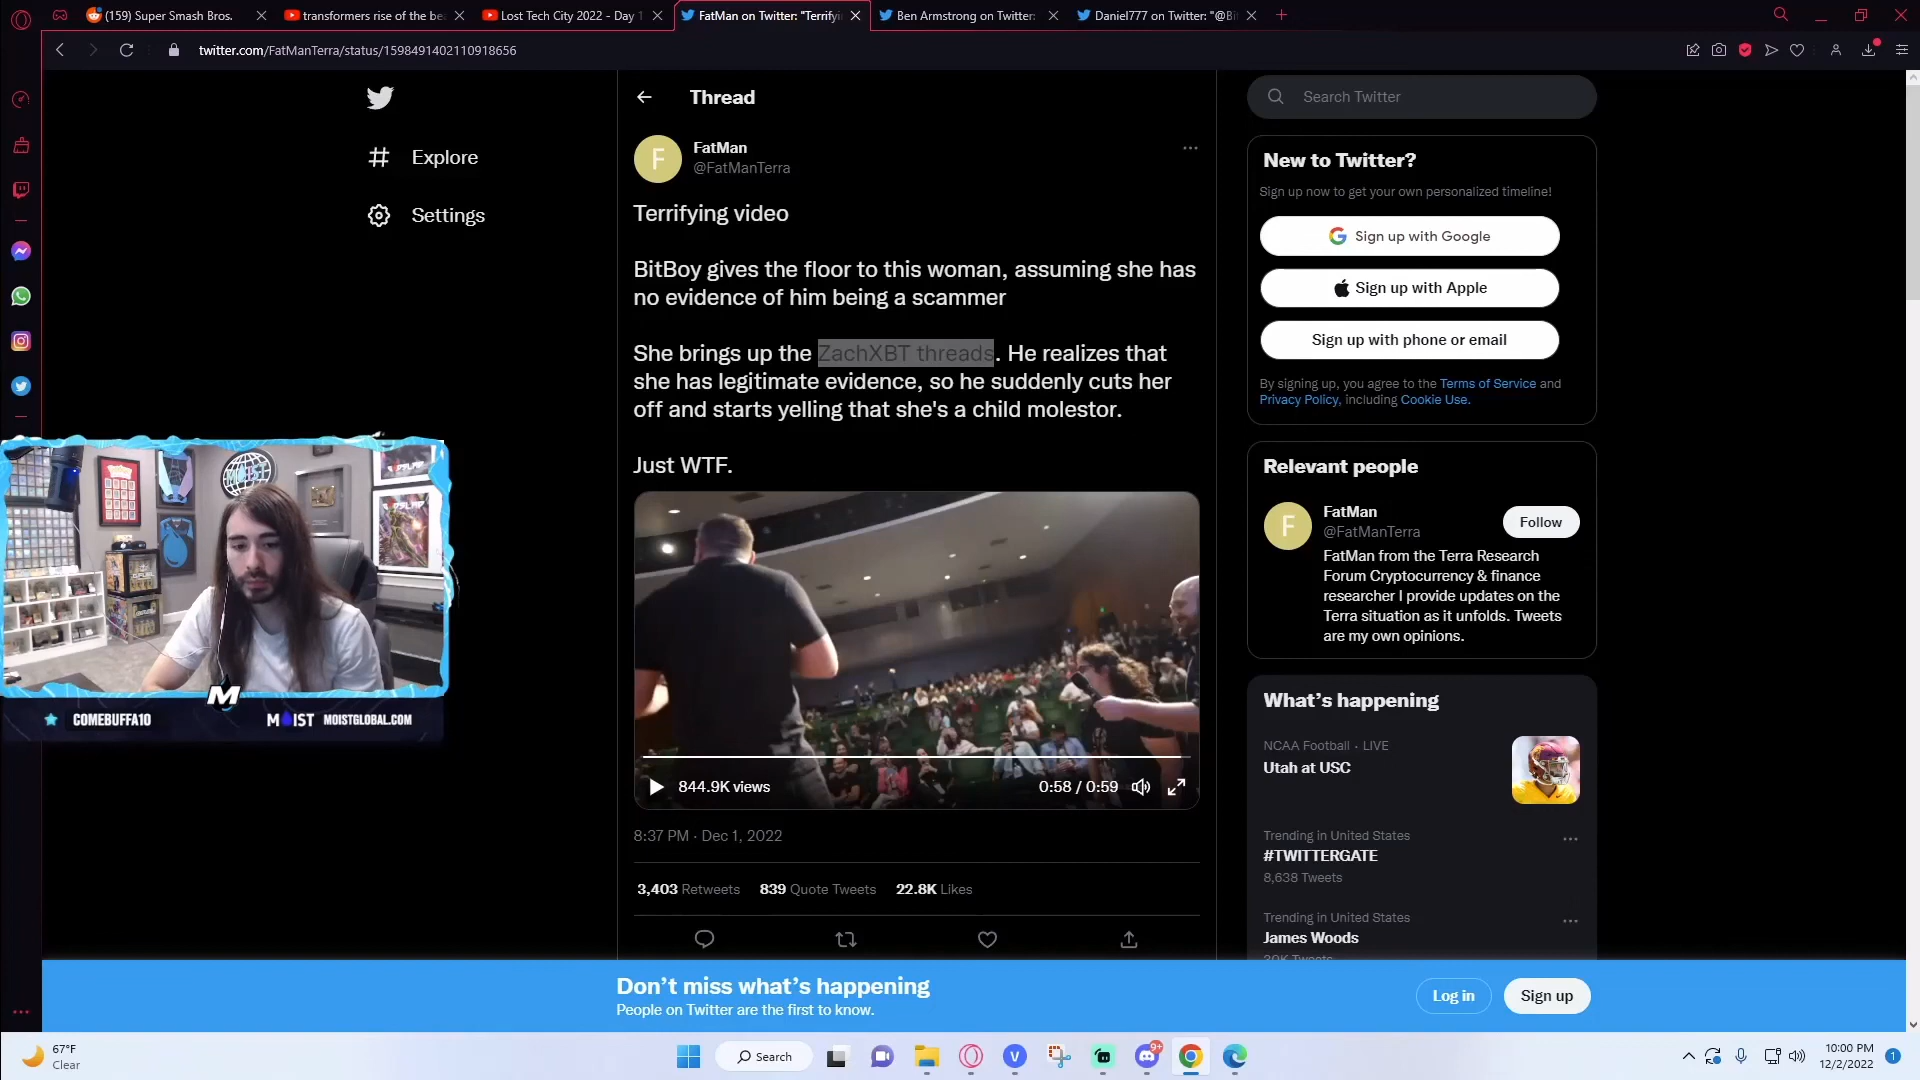 (159) Super Smash Bros.
transformers rise of the be
Lost Tech City 2022 - Day 1
FatMan on Twitter: "Terrifyi
Ben Armstrong on Twitter:
Daniel777 on Twitter: "@Bi
twitter.com/FatManTerra/status/1598491402110918656
Explore
Settings
Thread
F
FatMan
@FatManTerra
Terrifying video
BitBoy gives the floor to this woman, assuming she has
no evidence of him being a scammer
She brings up the ZachXBT threads. He realizes that
she has legitimate evidence, so he suddenly cuts her
off and starts yelling that she's a child molestor.
Just WTF.
844.9K views
0:58 / 0:59
8:37 PM · Dec 1, 2022
3,403 Retweets 839 Quote Tweets 22.8K Likes
Search Twitter
New to Twitter?
Sign up now to get your own personalized timeline!
Sign up with Google
Sign up with Apple
Sign up with phone or email
By signing up, you agree to the Terms of Service and
Privacy Policy, including Cookie Use.
Relevant people
F
FatMan
@FatManTerra
Follow
FatMan from the Terra Research
Forum Cryptocurrency & finance
researcher I provide updates on the
Terra situation as it unfolds. Tweets
are my own opinions.
What's happening
NCAA Football · LIVE
Utah at USC
Trending in United States
#TWITTERGATE
8,638 Tweets
Trending in United States
James Woods
30K Tweets
MOIST
M
COMEBUFFA10
MOIST MOISTGLOBAL.COM
Don't miss what's happening
People on Twitter are the first to know.
Log in
Sign up
67°F
Clear
Search
V
9+
10:00 PM
12/2/2022
1